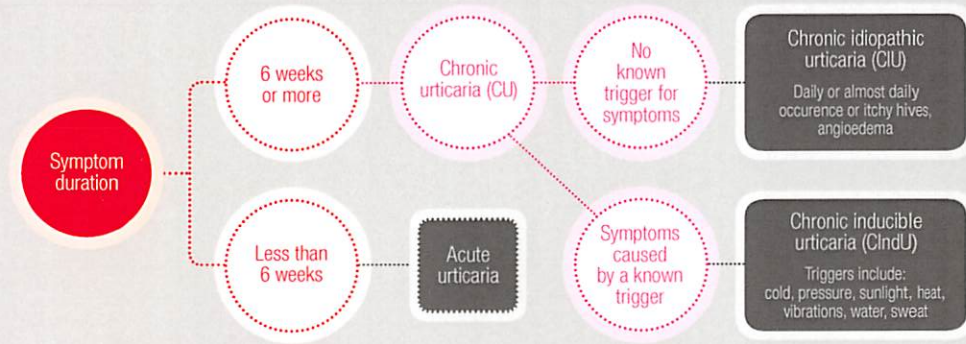 Symptom
duration
6 weeks
or more
Chronic
urticaria (CU)
No
known
trigger for
symptoms
Chronic idiopathic
urticaria (CIU)
Daily or almost daily
occurence or itchy hives,
angioedema
Less than
6 weeks
Acute
urticaria
Symptoms
caused
by a known
trigger
Chronic inducible
urticaria (CIndU)
Triggers include:
cold, pressure, sunlight, heat,
vibrations, water, sweat